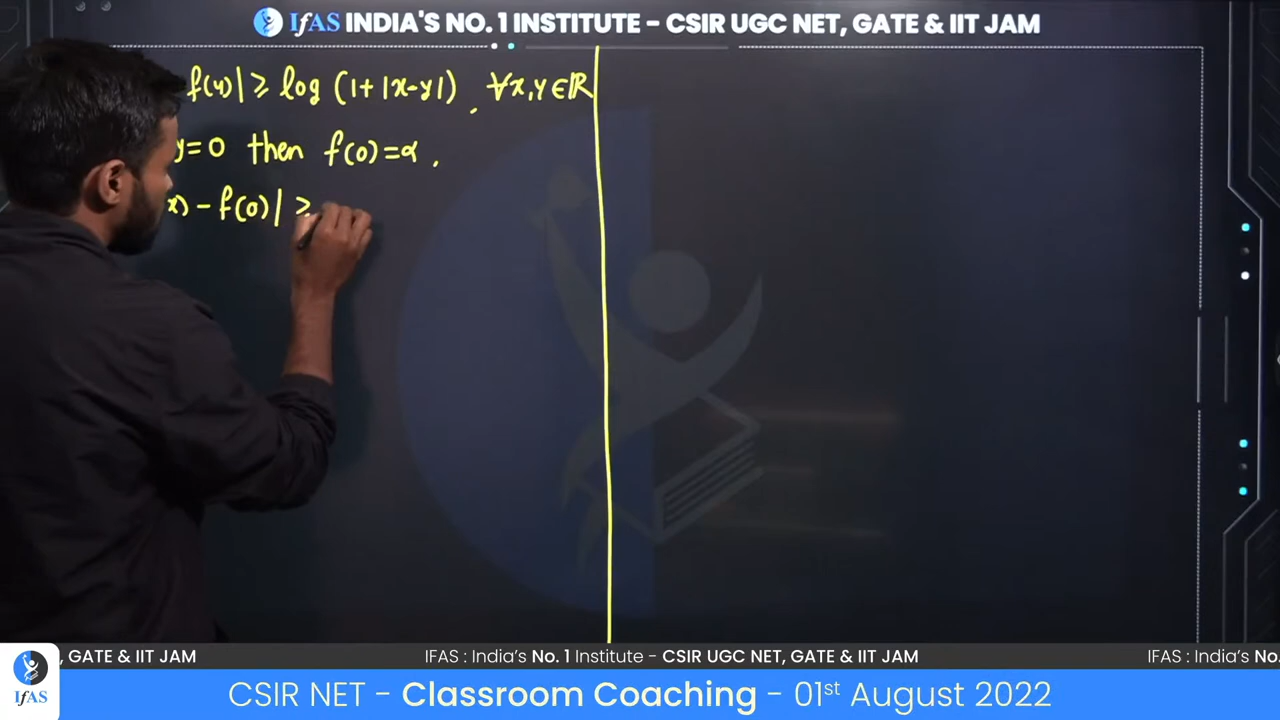 IfAS INDIA'S NO. 1 INSTITUTE - CSIR UGC NET, GATE & IIT JAM
f(y)| ≥ log (1+|x-y|), ∀x,y∈ℝ
y=0 then f(0)=α.
x) - f(0)| ≥
, GATE & IIT JAM IFAS : India's No. 1 Institute - CSIR UGC NET, GATE & IIT JAM IFAS : India's No.
IfAS
CSIR NET - Classroom Coaching - 01st August 2022